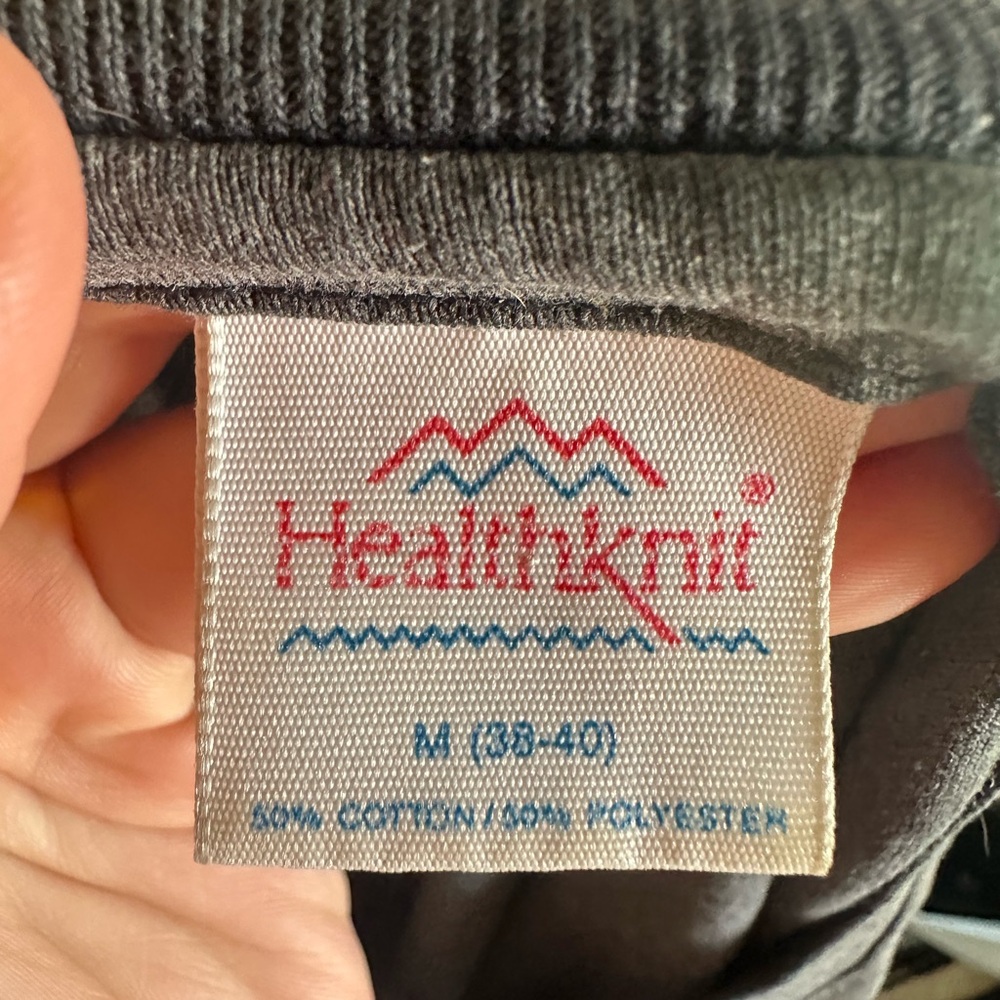 Healthknit®
M (38-40)
50% COTTON/50% POLYESTER